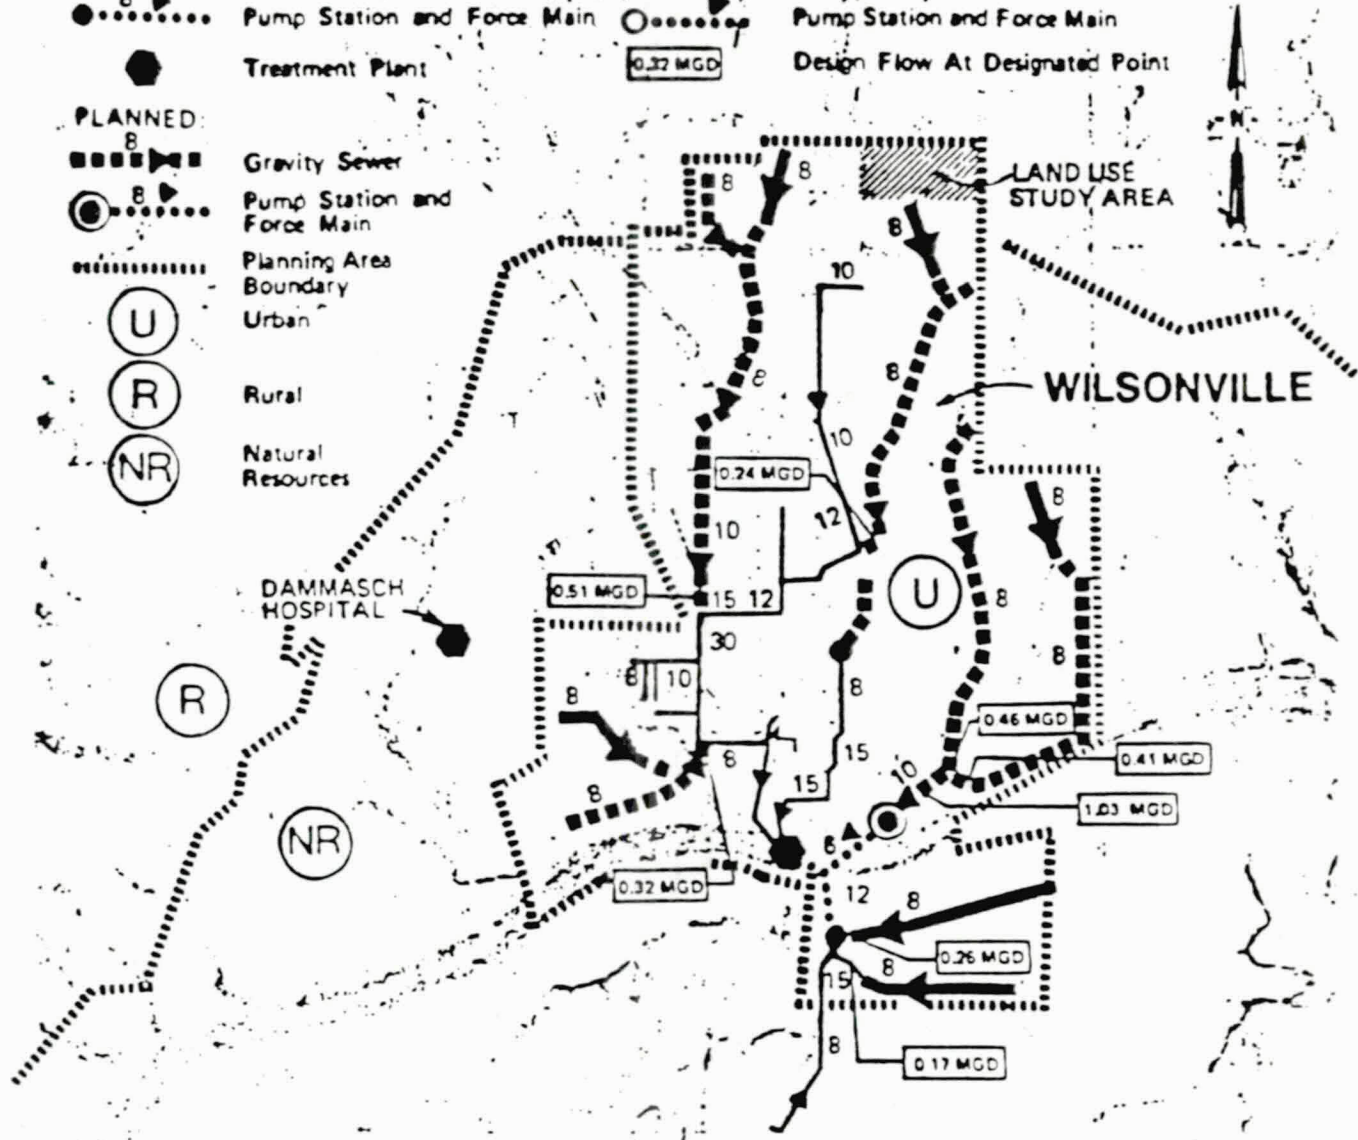 8
Pump Station and Force Main
Pump Station and Force Main
Treatment Plant
0.32 MGD
Design Flow At Designated Point
PLANNED:
8
Gravity Sewer
8
Pump Station and
Force Main
Planning Area
Boundary
U
Urban
R
Rural
NR
Natural
Resources
N
LAND USE
STUDY AREA
8
8
8
10
8
8
WILSONVILLE
10
0.24 MGD
8
12
10
DAMMASCH
HOSPITAL
0.51 MGD
15
12
U
8
30
8
R
8
10
8
8
0.46 MGD
8
15
0.41 MGD
10
15
8
1.03 MGD
NR
6
0.32 MGD
12
8
0.26 MGD
8
15
8
0.17 MGD